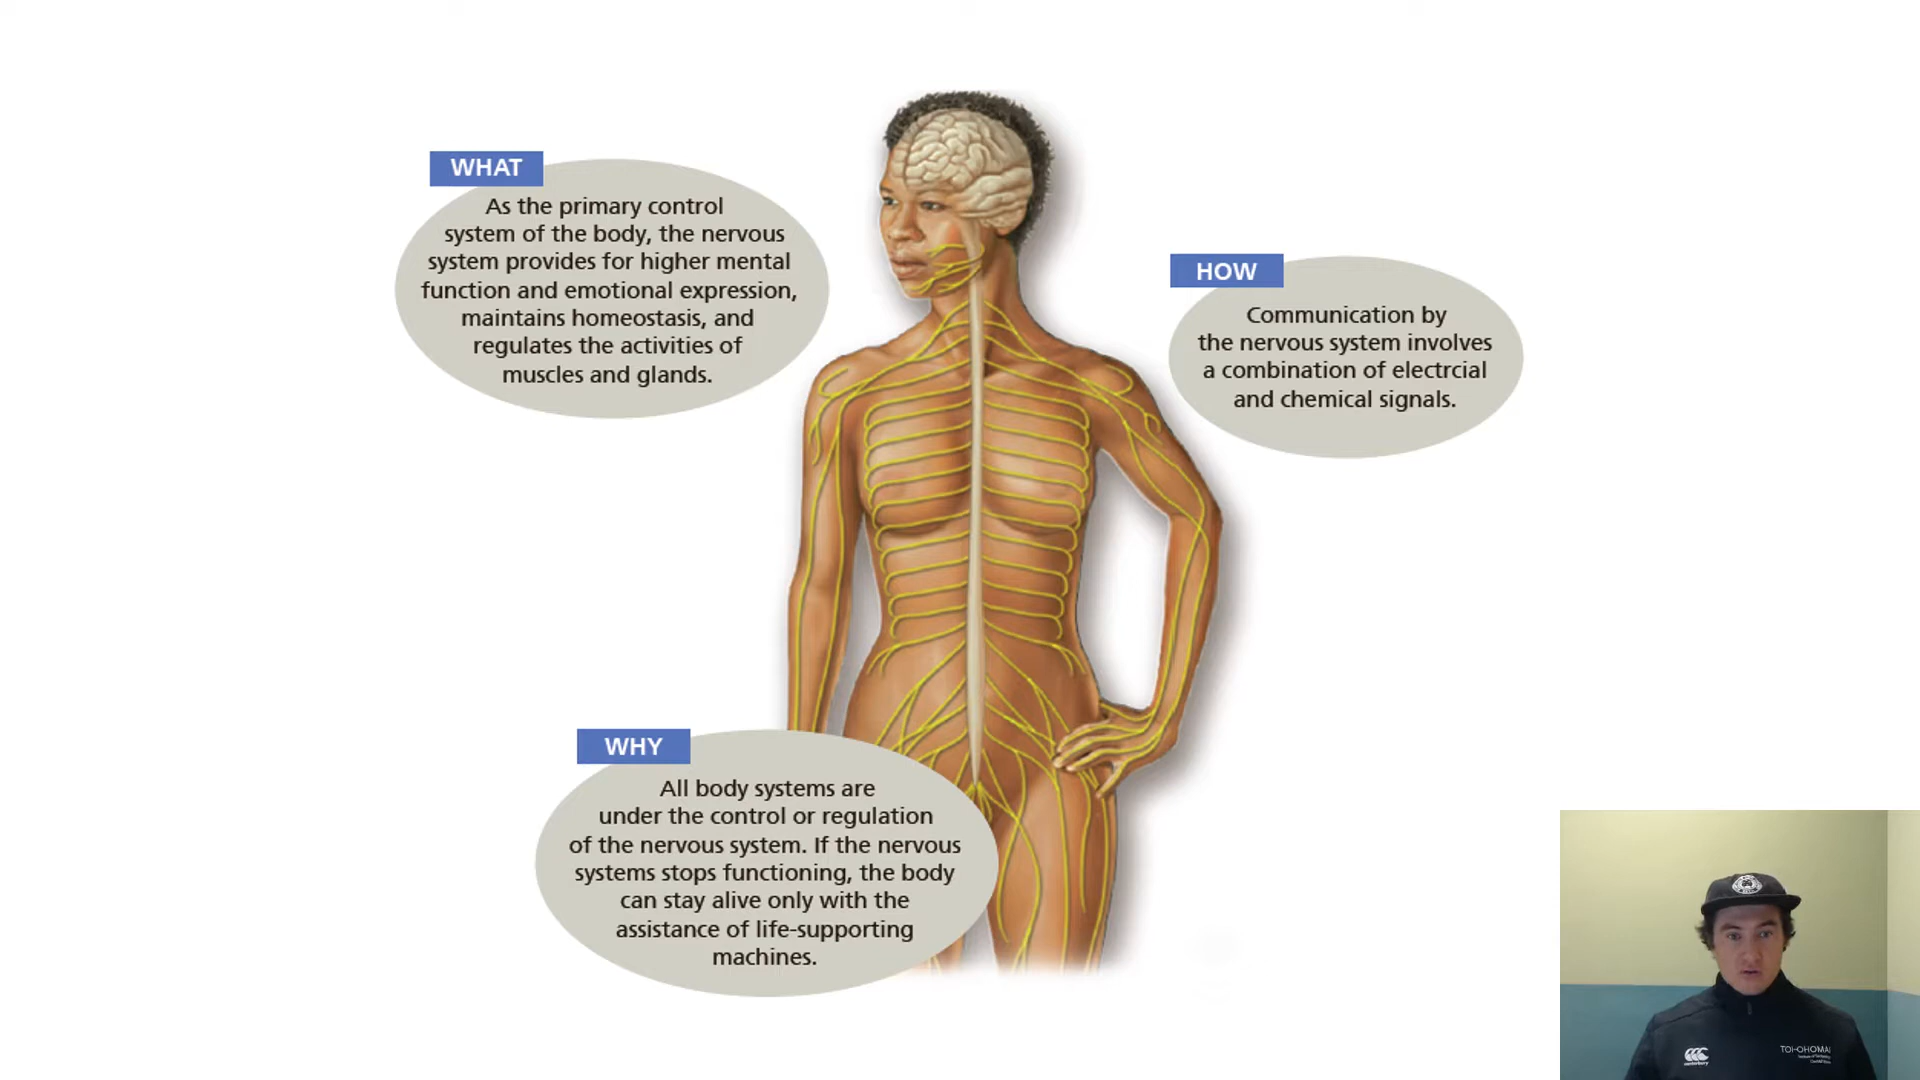 WHAT
As the primary control
system of the body, the nervous
system provides for higher mental
function and emotional expression,
maintains homeostasis, and
regulates the activities of
muscles and glands.
HOW
Communication by
the nervous system involves
a combination of electrcial
and chemical signals.
WHY
All body systems are
under the control or regulation
of the nervous system. If the nervous
systems stops functioning, the body
can stay alive only with the
assistance of life-supporting
machines.
TOI-OHOMAI
canterbury